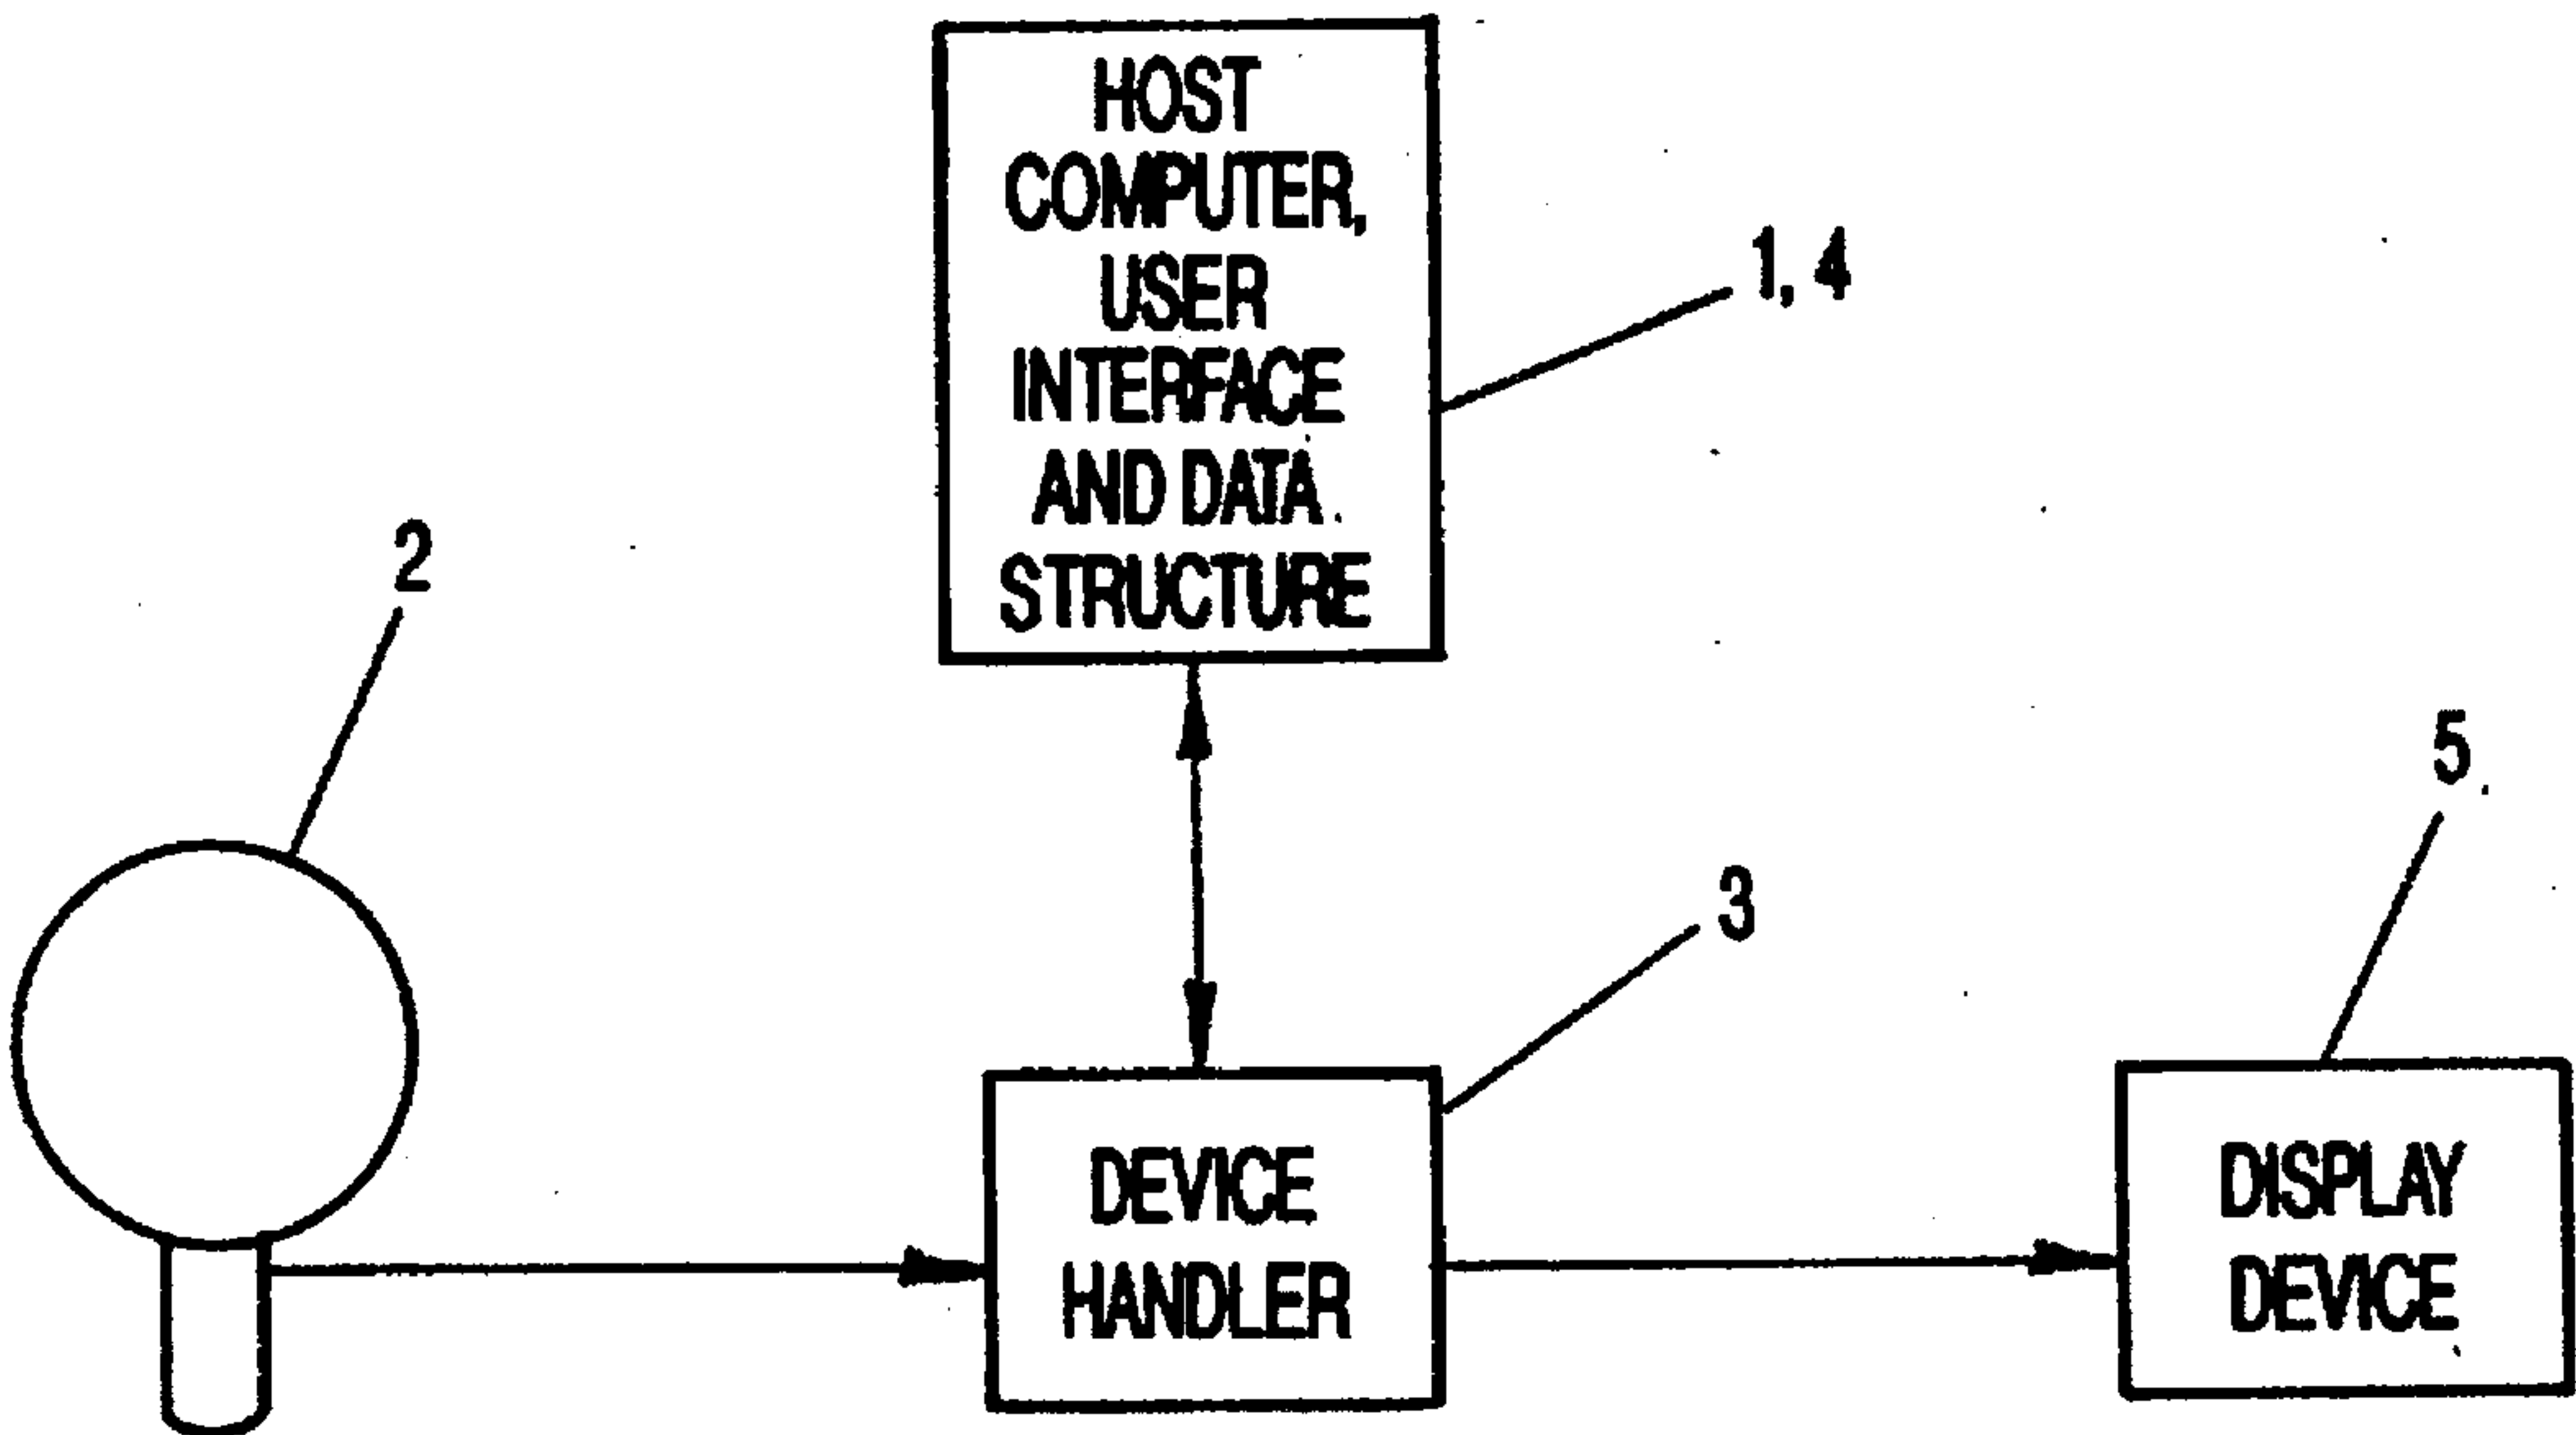 HOST
COMPUTER,
USER
INTERFACE
AND DATA
STRUCTURE
1, 4
2
5
3
DEVICE
HANDLER
DISPLAY
DEVICE